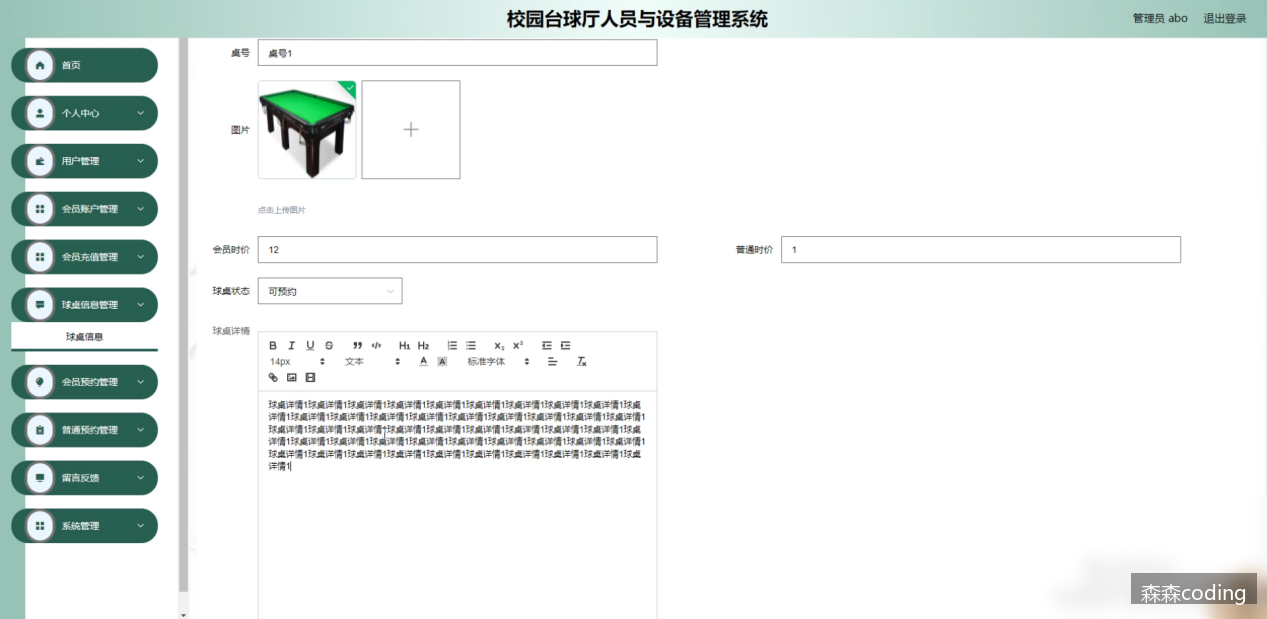 校园台球厅人员与设备管理系统
管理员 abo
退出登录
首页
个人中心
用户管理
会员账户管理
会员充值管理
球桌信息管理
球桌信息
会员预约管理
普通预约管理
留言反馈
系统管理
桌号
桌号1
图片
点击上传图片
会员时价
12
普通时价
1
球桌状态
可预约
球桌详情
B I U S ” </> H1 H2 X₂ X²
14px 文本 A A 标准字体
球桌详情1球桌详情1球桌详情1球桌详情1球桌详情1球桌详情1球桌详情1球桌详情1球桌详情1球桌
详情1球桌详情1球桌详情1球桌详情1球桌详情1球桌详情1球桌详情1球桌详情1球桌详情1球桌详情1
球桌详情1球桌详情1球桌详情1球桌详情1球桌详情1球桌详情1球桌详情1球桌详情1球桌详情1球桌
详情1球桌详情1球桌详情1球桌详情1球桌详情1球桌详情1球桌详情1球桌详情1球桌详情1球桌详情1
球桌详情1球桌详情1球桌详情1球桌详情1球桌详情1球桌详情1球桌详情1球桌详情1球桌详情1球桌
详情1
森森coding